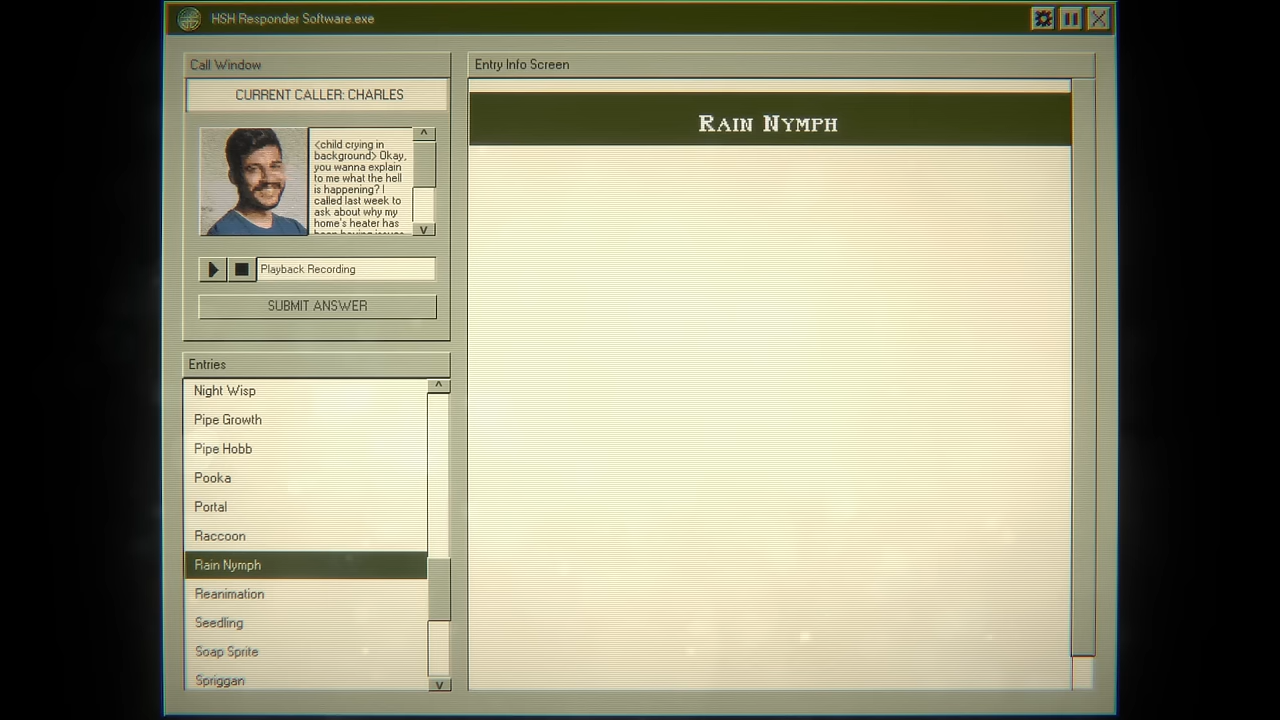 HSH Responder Software.exe
Call Window
CURRENT CALLER: CHARLES
<child crying in
background> Okay,
you wanna explain
to me what the hell
is happening? I
called last week to
ask about why my
home's heater has
been having issues
Playback Recording
SUBMIT ANSWER
Entries
Night Wisp
Pipe Growth
Pipe Hobb
Pooka
Portal
Raccoon
Rain Nymph
Reanimation
Seedling
Soap Sprite
Spriggan
Entry Info Screen
Rain Nymph